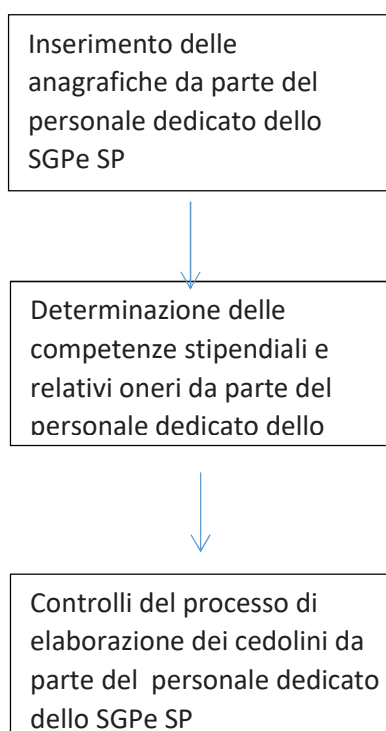 Inserimento delle
anagrafiche da parte del
personale dedicato dello
SGPe SP
Determinazione delle
competenze stipendiali e
relativi oneri da parte del
personale dedicato dello
Controlli del processo di
elaborazione dei cedolini da
parte del personale dedicato
dello SGPe SP